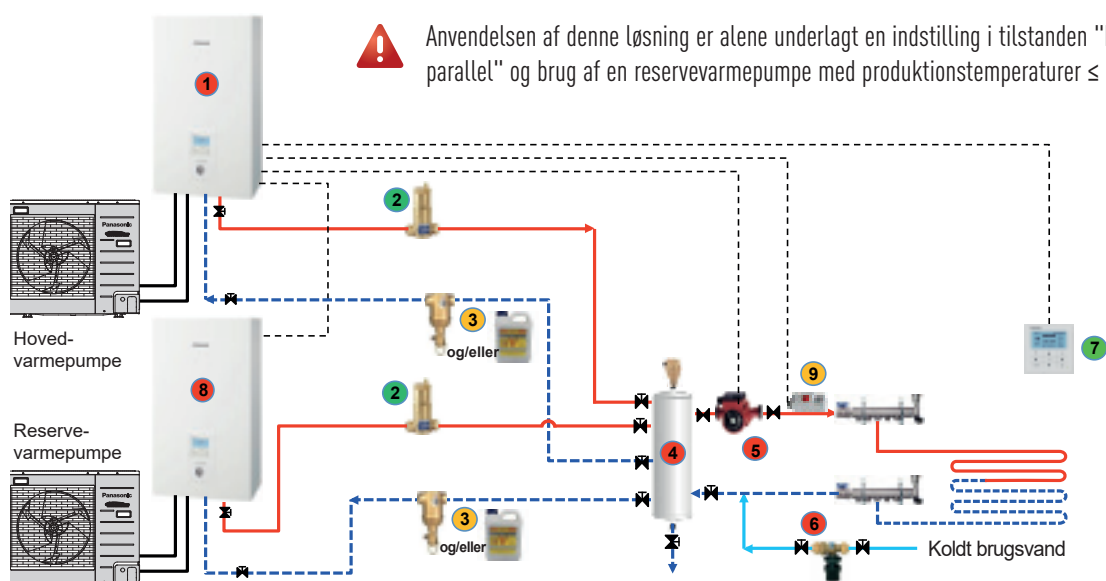 Anvendelsen af denne løsning er alene underlagt en indstilling i tilstanden "
parallel" og brug af en reservevarmepumpe med produktionstemperaturer ≤
1
2
Panasonic
3
og/eller
Hoved-
varmepumpe
7
9
8
2
4
5
Reserve-
varmepumpe
Panasonic
3
og/eller
6
Koldt brugsvand